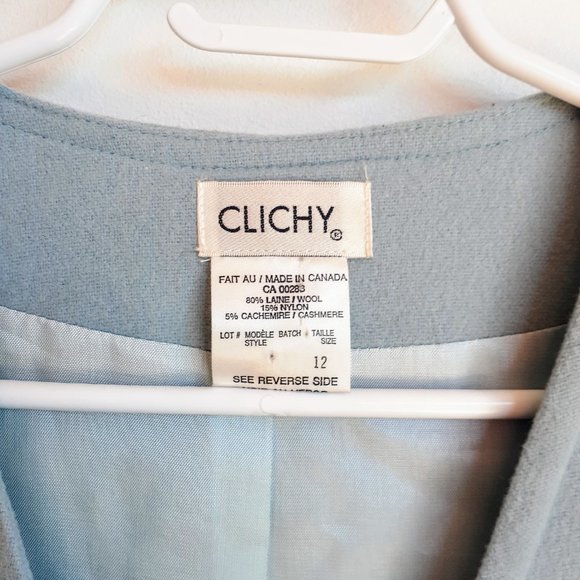 CLICHY®
FAIT AU / MADE IN CANADA
CA 00283
80% LAINE / WOOL
15% NYLON
5% CACHEMIRE / CASHMERE
LOT # MODÈLE BATCH TAILLE
STYLE SIZE
12
SEE REVERSE SIDE